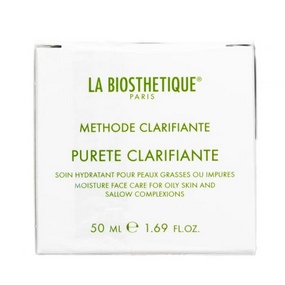 LA BIOSTHETIQUE®
PARIS
METHODE CLARIFIANTE
PURETE CLARIFIANTE
SOIN HYDRATANT POUR PEAUX GRASSES OU IMPURES
MOISTURE FACE CARE FOR OILY SKIN AND
SALLOW COMPLEXIONS
50 ML | 1.69 FL.OZ.